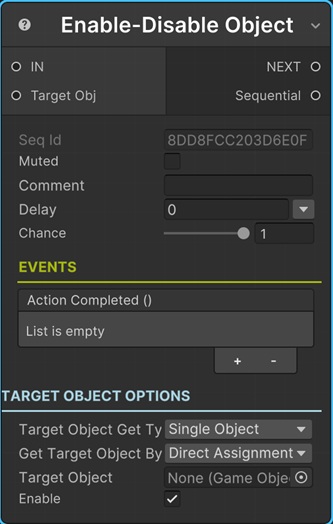 Enable-Disable Object
IN NEXT
Target Obj Sequential
Seq Id 8DD8FCC203D6E0F
Muted
Comment
Delay 0
Chance 1
EVENTS
Action Completed ()
List is empty
+ -
TARGET OBJECT OPTIONS
Target Object Get Ty Single Object
Get Target Object By Direct Assignment
Target Object None (Game Obje
Enable